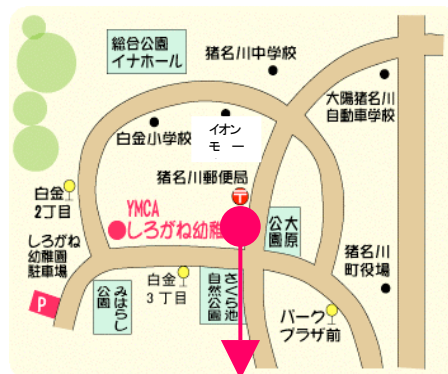 総合公園
イナホール
猪名川中学校
大陽猪名川
自動車学校
白金小学校
イオン
モー
猪名川郵便局
〒
白金
2丁目
YMCA
しろがね幼稚
しろがね
幼稚園
駐車場
大原
公園
猪名川
町役場
P
みはらし
公園
白金
3丁目
さくら池
自然公園
パーク
プラザ前